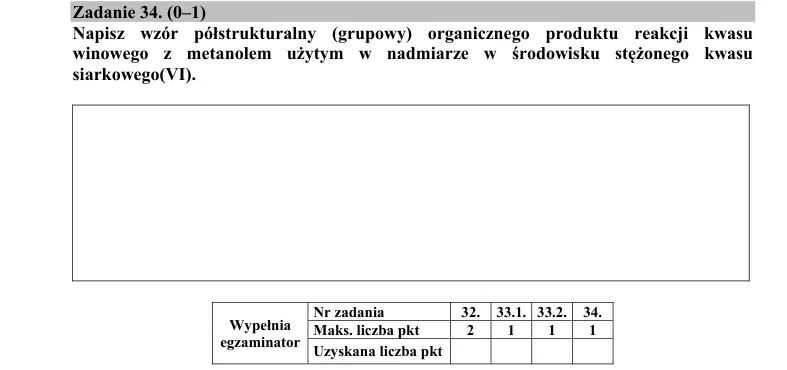 Zadanie 34. (0–1)
Napisz wzór półstrukturalny (grupowy) organicznego produktu reakcji kwasu
winowego z metanolem użytym w nadmiarze w środowisku stężonego kwasu
siarkowego(VI).
Wypełnia egzaminator
Nr zadania 32. 33.1. 33.2. 34.
Maks. liczba pkt 2 1 1 1
Uzyskana liczba pkt